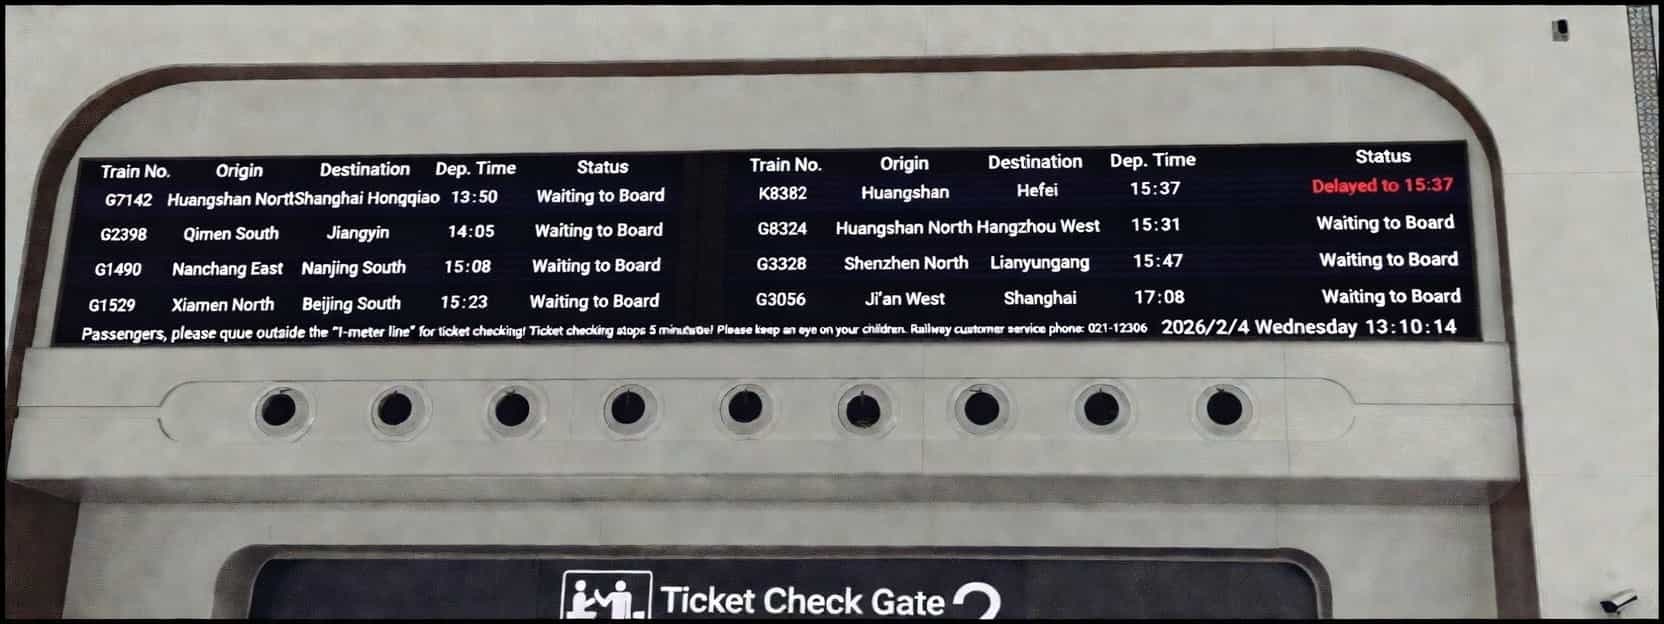 Train No. Origin Destination Dep. Time Status
G7142 Huangshan North Shanghai Hongqiao 13:50 Waiting to Board
G2398 Qimen South Jiangyin 14:05 Waiting to Board
G1490 Nanchang East Nanjing South 15:08 Waiting to Board
G1529 Xiamen North Beijing South 15:23 Waiting to Board
Train No. Origin Destination Dep. Time Status
K8382 Huangshan Hefei 15:37 Delayed to 15:37
G8324 Huangshan North Hangzhou West 15:31 Waiting to Board
G3328 Shenzhen North Lianyungang 15:47 Waiting to Board
G3056 Ji'an West Shanghai 17:08 Waiting to Board
Passengers, please quue outside the "1-meter line" for ticket checking! Ticket checking stops 5 Please keep an eye on your children. Railway customer service phone: 021-12306 2026/2/4 Wednesday 13:10:14
Ticket Check Gate